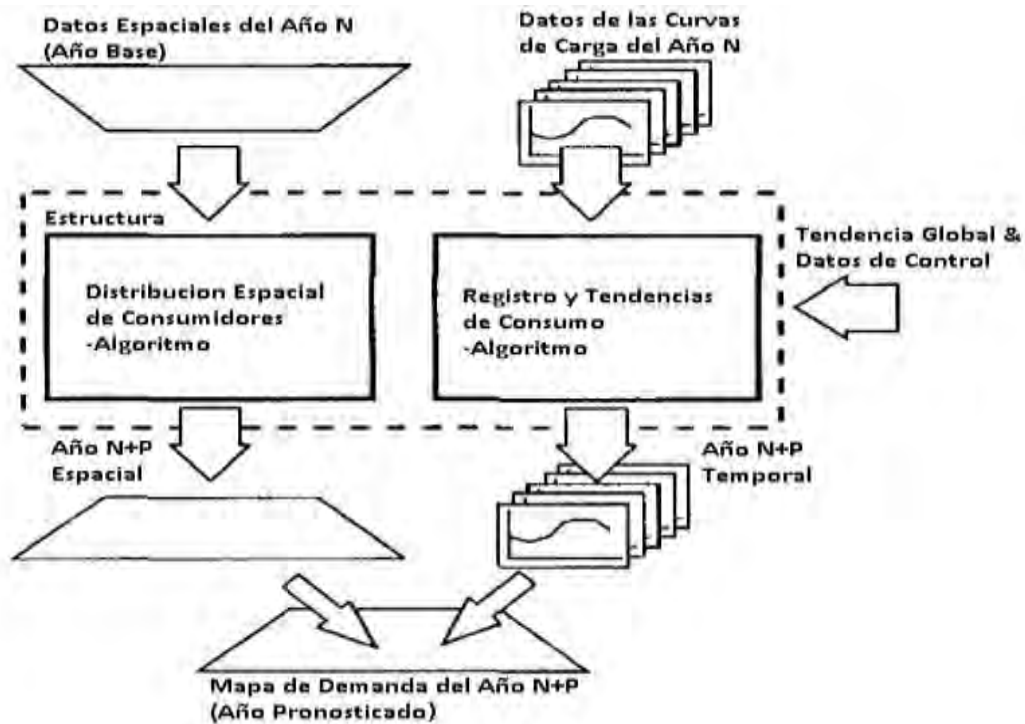 Datos Espaciales del Año N
(Año Base)
Datos de las Curvas
de Carga del Año N
Estructura
Distribucion Espacial
de Consumidores
-Algoritmo
Registro y Tendencias
de Consumo
-Algoritmo
Tendencia Global &
Datos de Control
Año N+P
Espacial
Año N+P
Temporal
Mapa de Demanda del Año N+P
(Año Pronosticado)